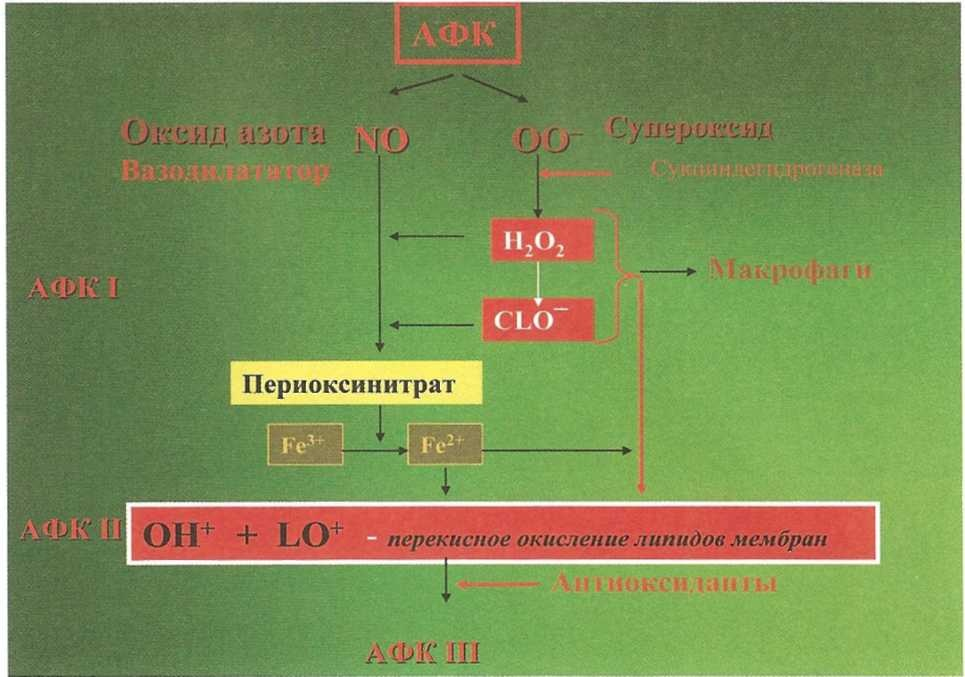 АФК
Оксид азота NO OO⁻ Супероксид
Вазодилататор
Сукциндегидрогеназа
H₂O₂
Макрофаги
АФК I
CLO⁻
Периоксинитрат
Fe³⁺ Fe²⁺
АФК II OH⁺ + LO⁺ - перекисное окисление липидов мембран
Антиоксиданты
АФК III